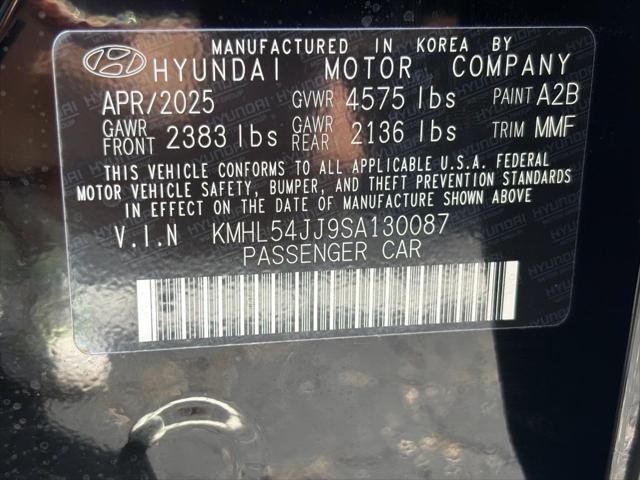 MANUFACTURED IN KOREA BY
HYUNDAI MOTOR COMPANY
APR/2025 GVWR 4575 lbs PAINT A2B
GAWR FRONT 2383 lbs GAWR REAR 2136 lbs TRIM MMF
THIS VEHICLE CONFORMS TO ALL APPLICABLE U.S.A. FEDERAL
MOTOR VEHICLE SAFETY, BUMPER, AND THEFT PREVENTION STANDARDS
IN EFFECT ON THE DATE OF MANUFACTURE SHOWN ABOVE
V.I.N KMHL54JJ9SA130087
PASSENGER CAR